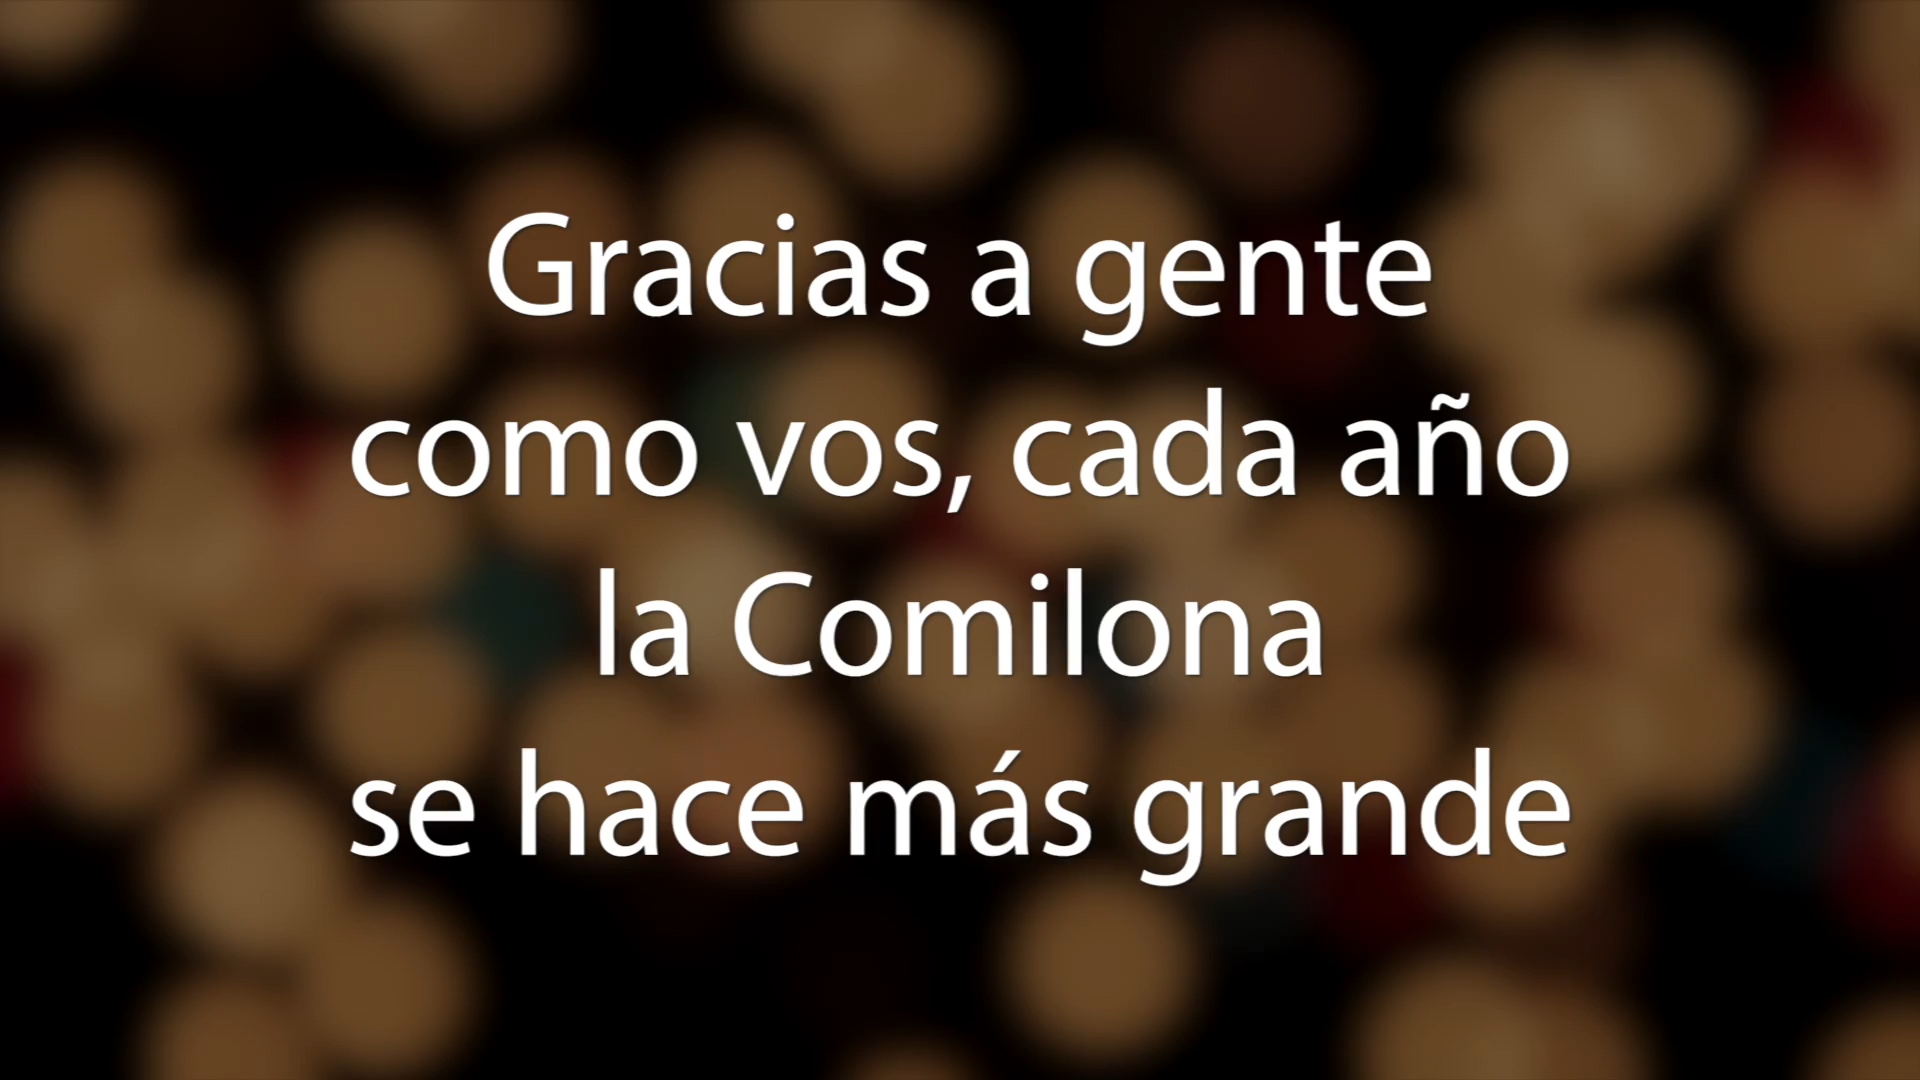 Gracias a gente
como vos, cada año
la Comilona
se hace más grande